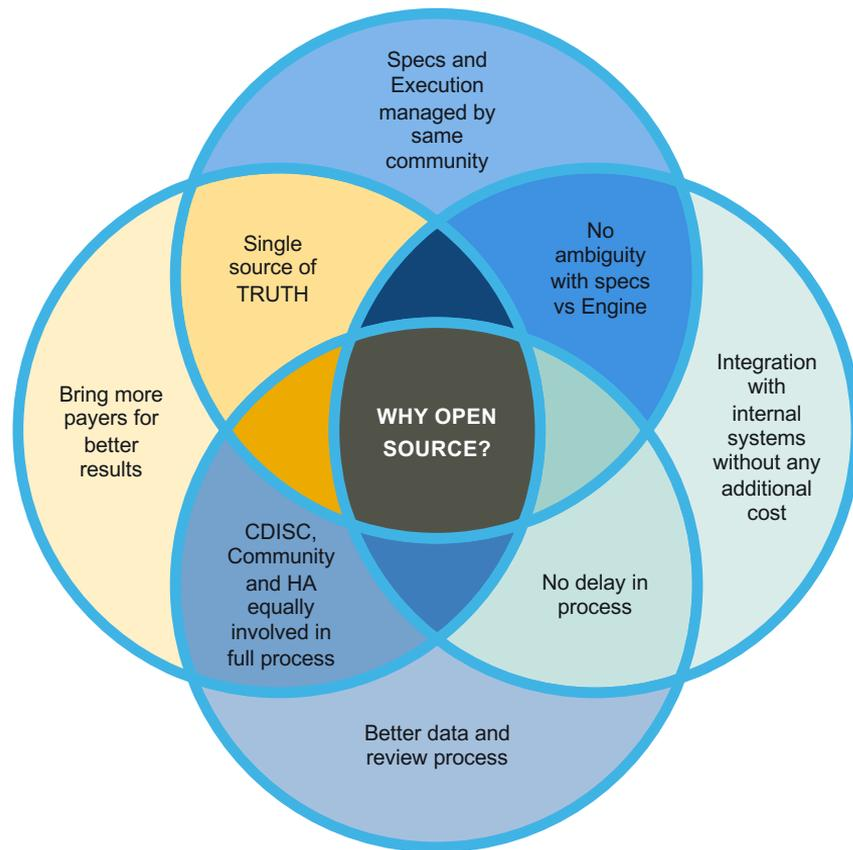 Specs and
Execution
managed by
same
community
Single
source of
TRUTH
No
ambiguity
with specs
vs Engine
Bring more
payers for
better
results
WHY OPEN
SOURCE?
Integration
with
internal
systems
without any
additional
cost
CDISC,
Community
and HA
equally
involved in
full process
No delay in
process
Better data and
review process